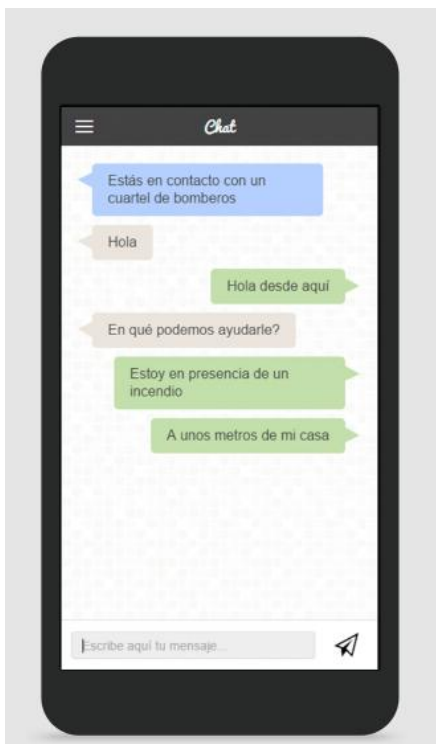 Chat
Estás en contacto con un
cuartel de bomberos
Hola
Hola desde aquí
En qué podemos ayudarle?
Estoy en presencia de un
incendio
A unos metros de mi casa
Escribe aquí tu mensaje...